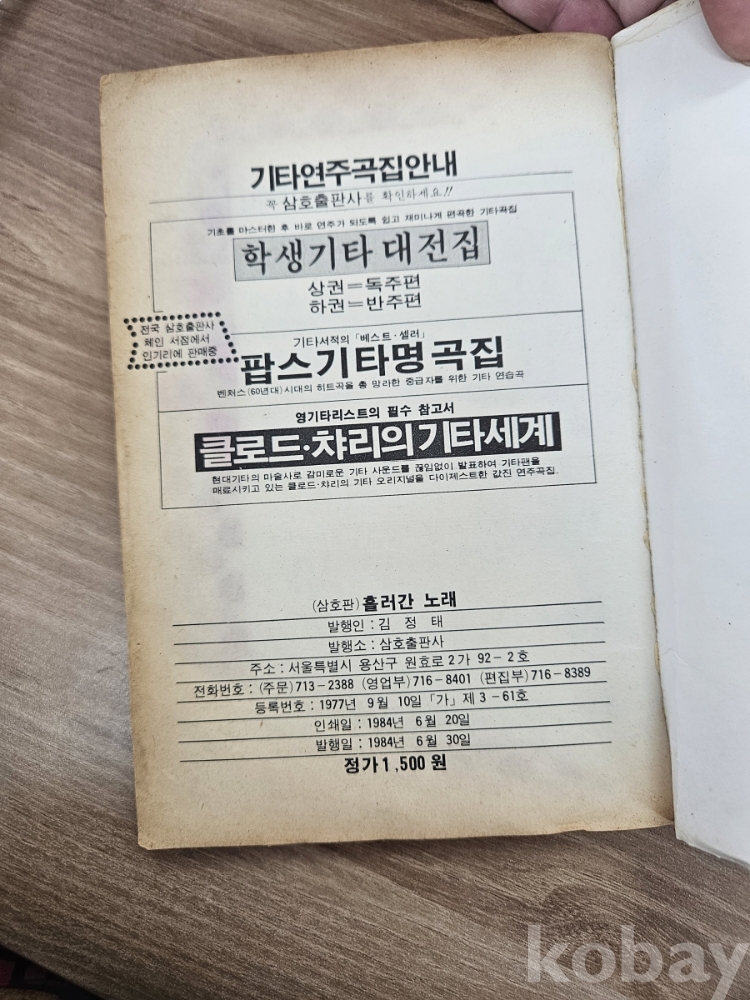 기타연주곡집안내
꼭 삼호출판사를 확인하세요!!
기초를 마스터한 후 바로 연주가 되도록 쉽고 재미나게 편곡한 기타곡집
학생기타대전집
상권=독주편
하권=반주편
전국 삼호출판사
체인 서점에서
인기리에 판매중
기타서적의 「베스트·셀러」
팝스기타명곡집
벤처스(60년대)시대의 히트곡을 총 망라한 중급자를 위한 기타 연습곡
영기타리스트의 필수 참고서
클로드·챠리의기타세계
현대기타의 마술사로 감미로운 기타 사운드를 끊임없이 발표하여 기타팬을
매료시키고 있는 클로드·챠리의 기타 오리지널을 다이제스트한 값진 연주곡집.
(삼호판) 흘러간 노래
발행인 : 김 정 태
발행소 : 삼호출판사
주소 : 서울특별시 용산구 원효로2가 92-2호
전화번호 : (주문)713-2388 (영업부)716-8401 (편집부)716-8389
등록번호 : 1977년 9월 10일 「가」제 3-61호
인쇄일 : 1984년 6월 20일
발행일 : 1984년 6월 30일
정가 1,500원
kobay